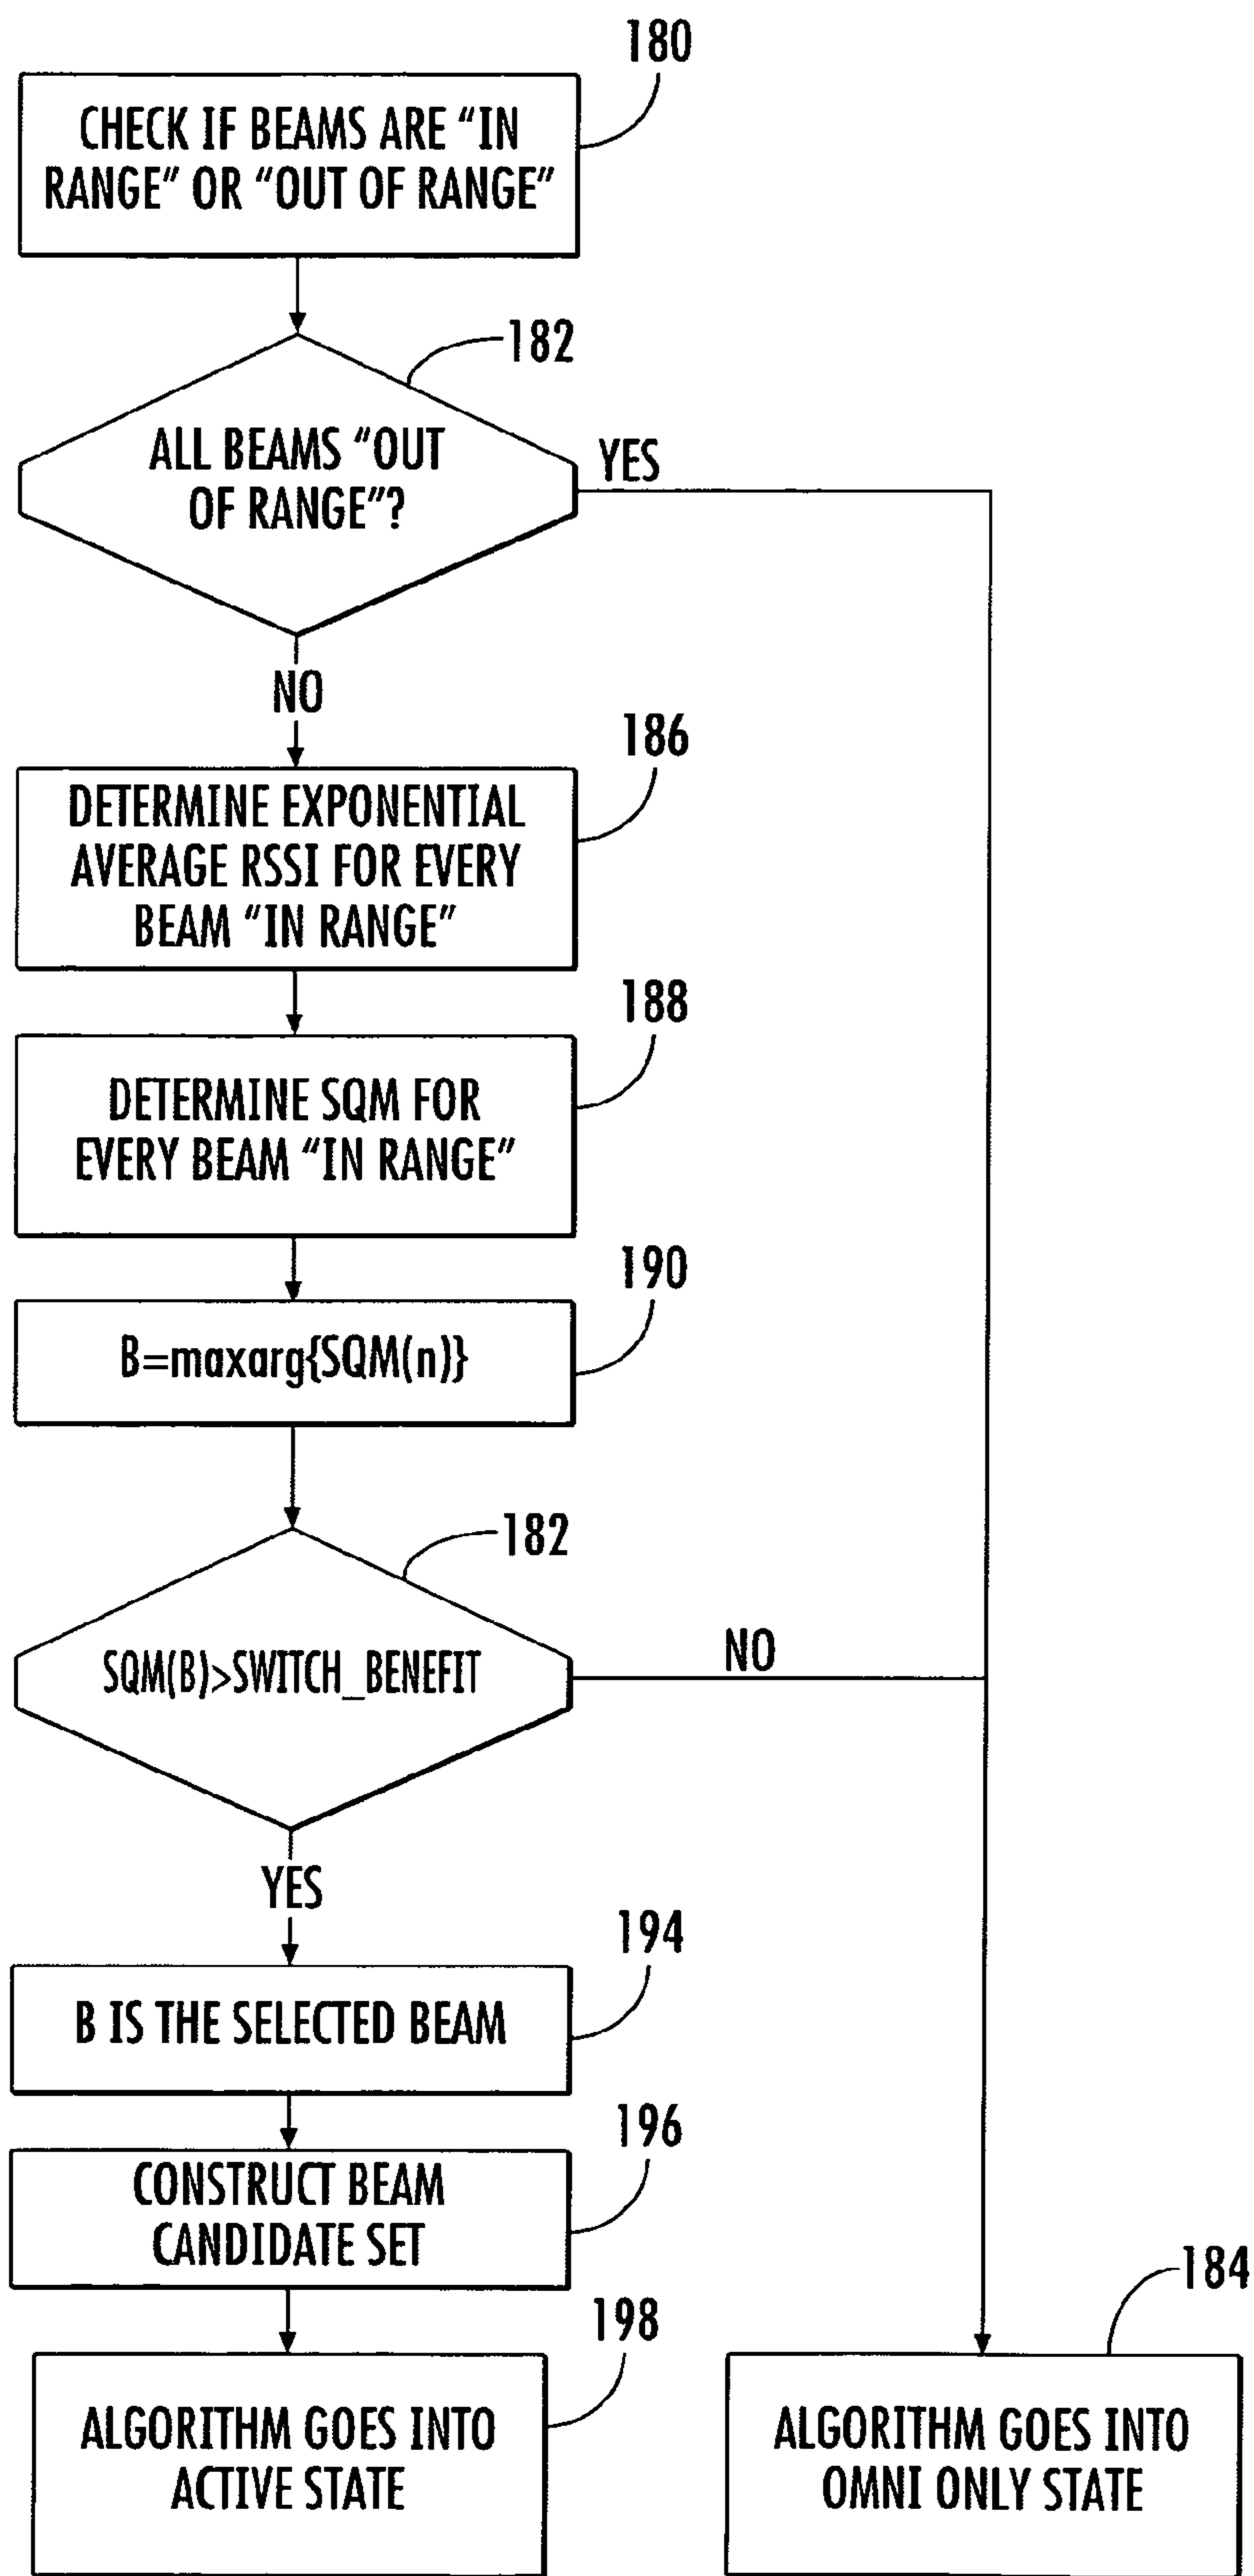 180
CHECK IF BEAMS ARE “IN
RANGE” OR “OUT OF RANGE”
182
ALL BEAMS “OUT
OF RANGE”?
YES
NO
186
DETERMINE EXPONENTIAL
AVERAGE RSSI FOR EVERY
BEAM “IN RANGE”
188
DETERMINE SQM FOR
EVERY BEAM “IN RANGE”
190
B=maxarg{SQM(n)}
182
SQM(B)>SWITCH_BENEFIT
NO
YES
194
B IS THE SELECTED BEAM
196
CONSTRUCT BEAM
CANDIDATE SET
198
ALGORITHM GOES INTO
ACTIVE STATE
184
ALGORITHM GOES INTO
OMNI ONLY STATE